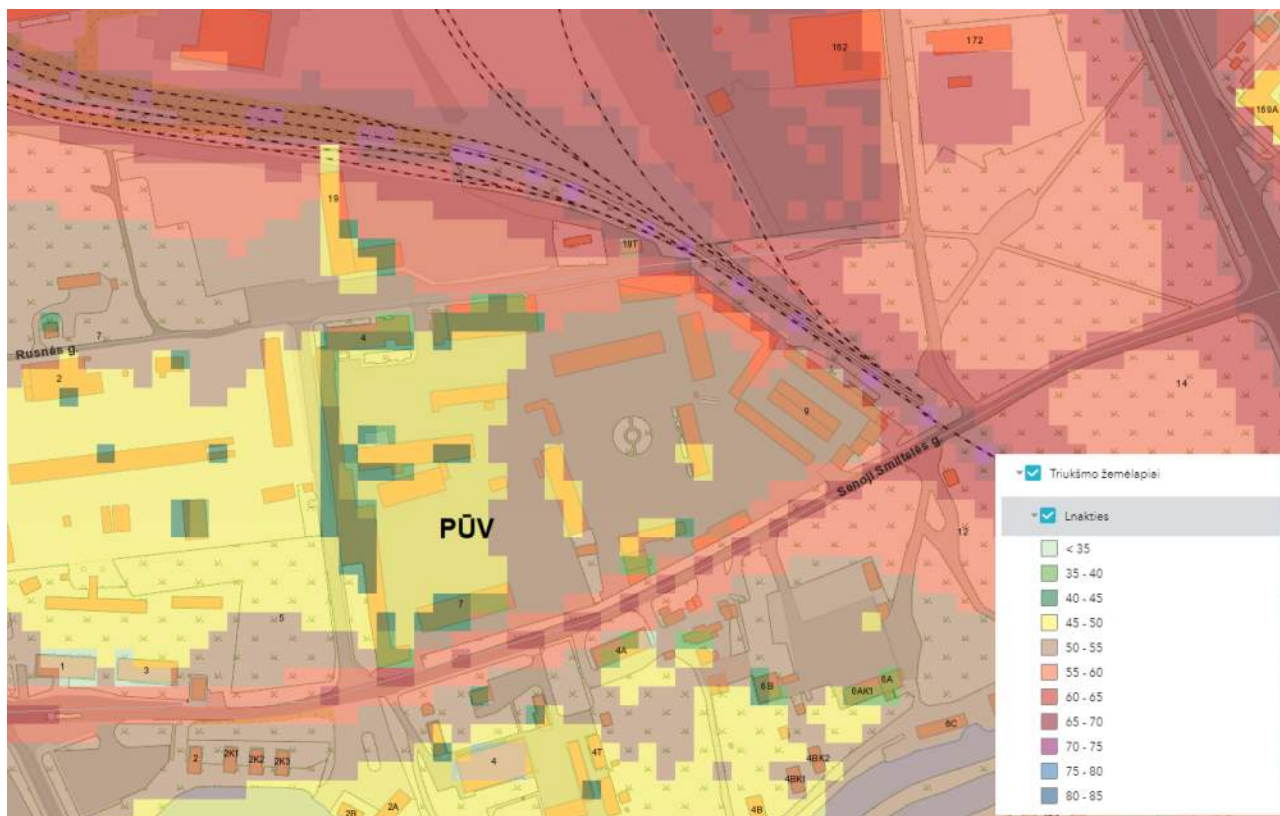 162
172
169A
19
19T
Rusnės g.
7
4
2
9
14
Senoji Smiltelės g.
PŪV
12
5
7
1
3
4A
6B
6A
6AK1
6C
2
2K1
2K2
2K3
4
4T
4BK2
4BK1
2B
2A
4B
Triukšmo žemėlapiai
Lnakties
< 35
35 - 40
40 - 45
45 - 50
50 - 55
55 - 60
60 - 65
65 - 70
70 - 75
75 - 80
80 - 85